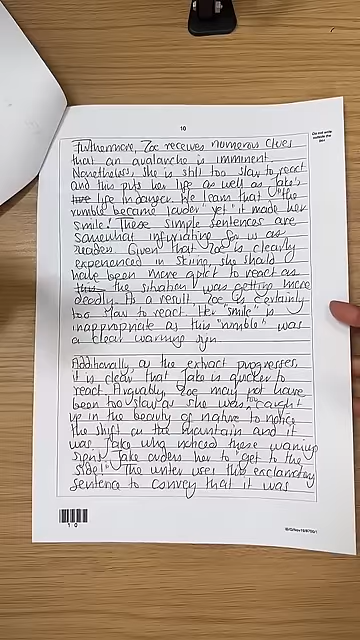 10
Do not write
outside the
box
Furthermore, Zoe receives numerous clues
that an avalanche is imminent.
Nonetheless, she is still too slow to react
and this puts her life as well as Jake's
life in danger. We learn that "the
rumble became louder yet" it made her
smile". These simple sentences are
somewhat infuriating for us as
readers. Given that Zoe is clearly
experienced in skiing, she should
have been more quick to react as
the situation was getting more
deadly. As a result, Zoe is certainly
too slow to react. Her "smile" is
inappropriate as this "rumble" was
a clear warning sign.
Additionally, as the extract progresses,
it is clear that Jake is quicker to
react. Arguably, Zoe may not have
been too slow as she was too caught
up in the beauty of nature to notice
the shift on the mountain and it
was Jake who noticed these warning
signs. Jake orders her to "get to the
side!" The writer uses this exclamatory
sentence to convey that it was
1 0
IB/G/Nov19/8700/1